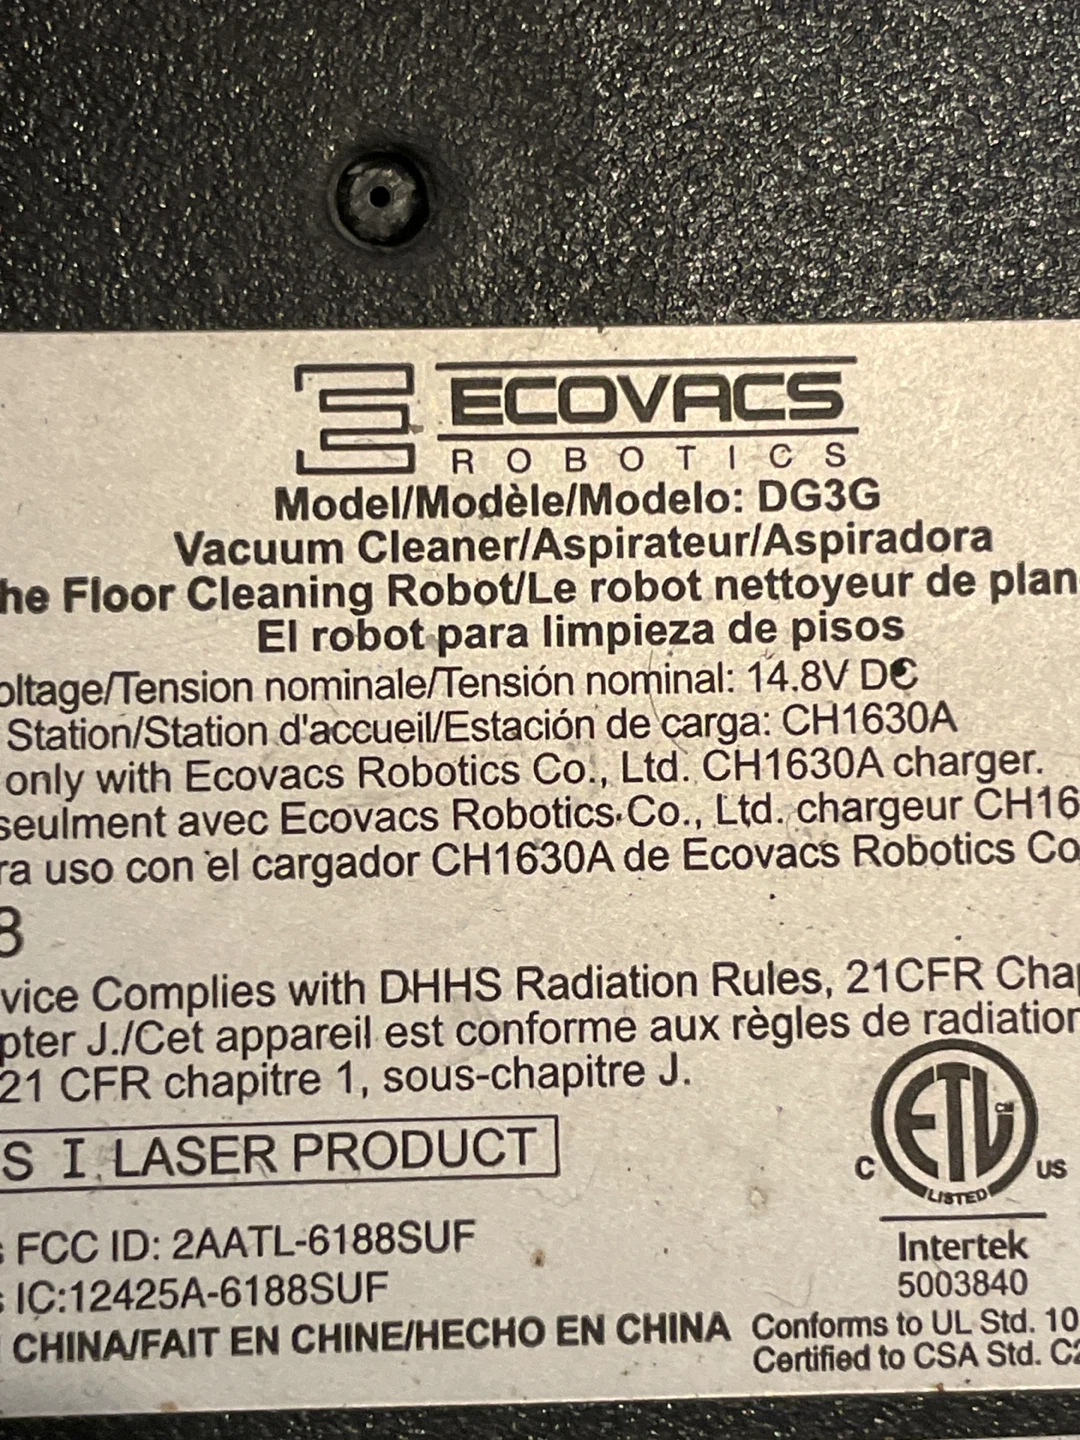 ECOVACS
ROBOTICS
Model/Modèle/Modelo: DG3G
Vacuum Cleaner/Aspirateur/Aspiradora
he Floor Cleaning Robot/Le robot nettoyeur de plan
El robot para limpieza de pisos
oltage/Tension nominale/Tensión nominal: 14.8V DC
Station/Station d'accueil/Estación de carga: CH1630A
only with Ecovacs Robotics Co., Ltd. CH1630A charger.
seulment avec Ecovacs Robotics Co., Ltd. chargeur CH16
ra uso con el cargador CH1630A de Ecovacs Robotics Co
8
vice Complies with DHHS Radiation Rules, 21CFR Cha
pter J./Cet appareil est conforme aux règles de radiation
21 CFR chapitre 1, sous-chapitre J.
S I LASER PRODUCT
ETL CM
C US
LISTED
s FCC ID: 2AATL-6188SUF
Intertek
s IC:12425A-6188SUF
5003840
CHINA/FAIT EN CHINE/HECHO EN CHINA
Conforms to UL Std. 10
Certified to CSA Std. C2